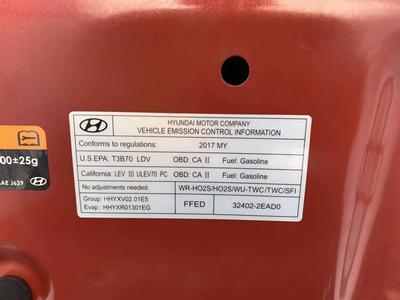 HYUNDAI MOTOR COMPANY
VEHICLE EMISSION CONTROL INFORMATION
Conforms to regulations: 2017 MY
U.S.EPA: T3B70 LDV OBD: CA II Fuel: Gasoline
California: LEV III ULEV70 PC OBD: CA II Fuel: Gasoline
No adjustments needed. WR-HO2S/HO2S/WU-TWC/TWC/SFI
Group: HHYXV02.01E5
Evap: HHYXR01301EG
FFED 32402-2EAD0
00±25g
AE J639